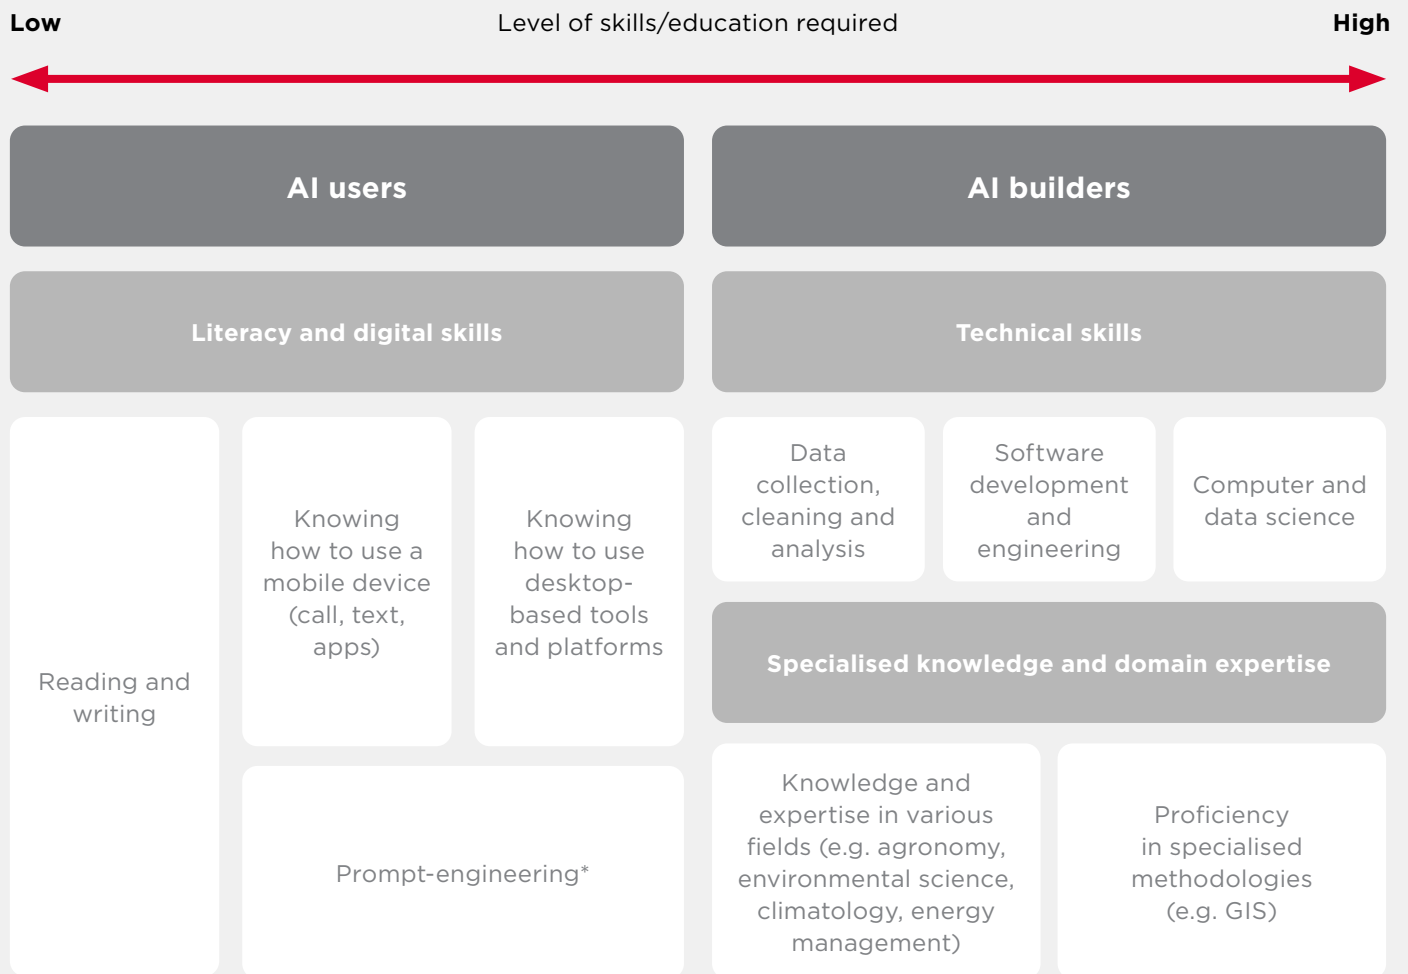 Low
Level of skills/education required
High
AI users
AI builders
Literacy and digital skills
Technical skills
Reading and
writing
Knowing
how to use a
mobile device
(call, text,
apps)
Knowing
how to use
desktop-
based tools
and platforms
Prompt-engineering*
Data
collection,
cleaning and
analysis
Software
development
and
engineering
Computer and
data science
Specialised knowledge and domain expertise
Knowledge and
expertise in various
fields (e.g. agronomy,
environmental science,
climatology, energy
management)
Proficiency
in specialised
methodologies
(e.g. GIS)